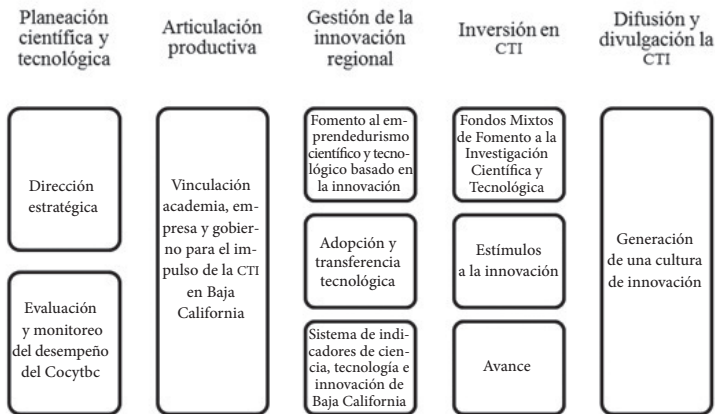 Planeación
científica y
tecnológica
Articulación
productiva
Gestión de la
innovación
regional
Inversión en
CTI
Difusión y
divulgación la
CTI
Dirección
estratégica
Evaluación
y monitoreo
del desempeño
del Cocytbc
Vinculación
academia, em-
presa y gobier-
no para el im-
pulso de la CTI
en Baja
California
Fomento al em-
prendedurismo
científico y tecno-
lógico basado en
la innovación
Adopción y
transferencia
tecnológica
Sistema de indi-
cadores de cien-
cia, tecnología e
innovación de
Baja California
Fondos Mixtos
de Fomento a la
Investigación
Científica y
Tecnológica
Estímulos
a la innovación
Avance
Generación
de una cultura
de innovación